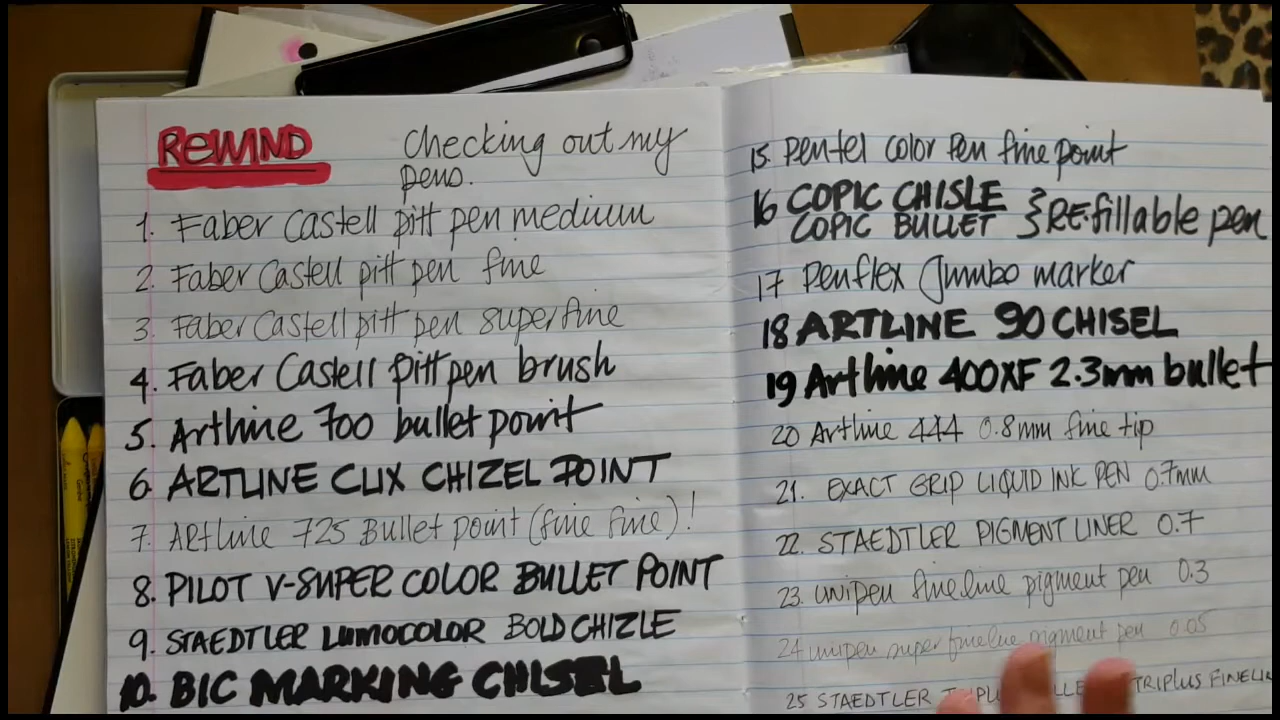 REWIND
Checking out my
pens.
1. Faber Castell pitt pen medium
2. Faber Castell pitt pen fine
3. Faber Castell pitt pen superfine
4. Faber Castell pitt pen brush
5. Artline 700 bullet point
6. ARTLINE CLIX CHIZEL POINT
7. Artline 725 Bullet point (fine fine)!
8. PILOT V-SUPER COLOR BULLET POINT
9. STAEDTLER LUMOCOLOR BOLD CHIZLE
10. BIC MARKING CHISEL
15. Pentel color Pen fine point
16 COPIC CHISLE
COPIC BULLET } RE-fillable pen
17 Penflex Jumbo marker
18 ARTLINE 90 CHISEL
19 Artline 400XF 2.3mm bullet
20 Artline 444 0.8mm fine tip
21. EXACT GRIP LIQUID INK PEN 0.7mm
22. STAEDTLER PIGMENT LINER 0.7
23. unipen fineline pigment pen 0.3
24 unipen super fineline pigment pen 0.05
25 STAEDTLER TRIPLUS